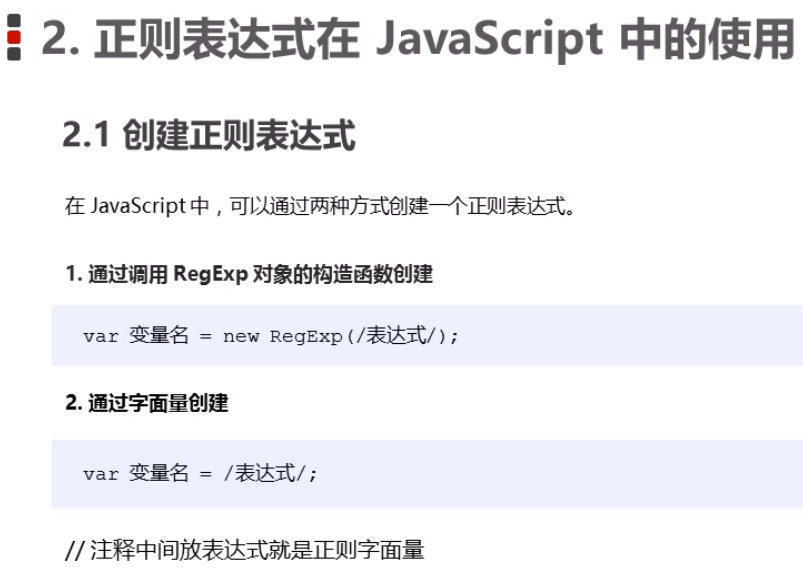 2. 正则表达式在 JavaScript 中的使用
2.1 创建正则表达式
在 JavaScript 中，可以通过两种方式创建一个正则表达式。
1. 通过调用 RegExp 对象的构造函数创建
var 变量名 = new RegExp(/表达式/);
2. 通过字面量创建
var 变量名 = /表达式/;
// 注释中间放表达式就是正则字面量